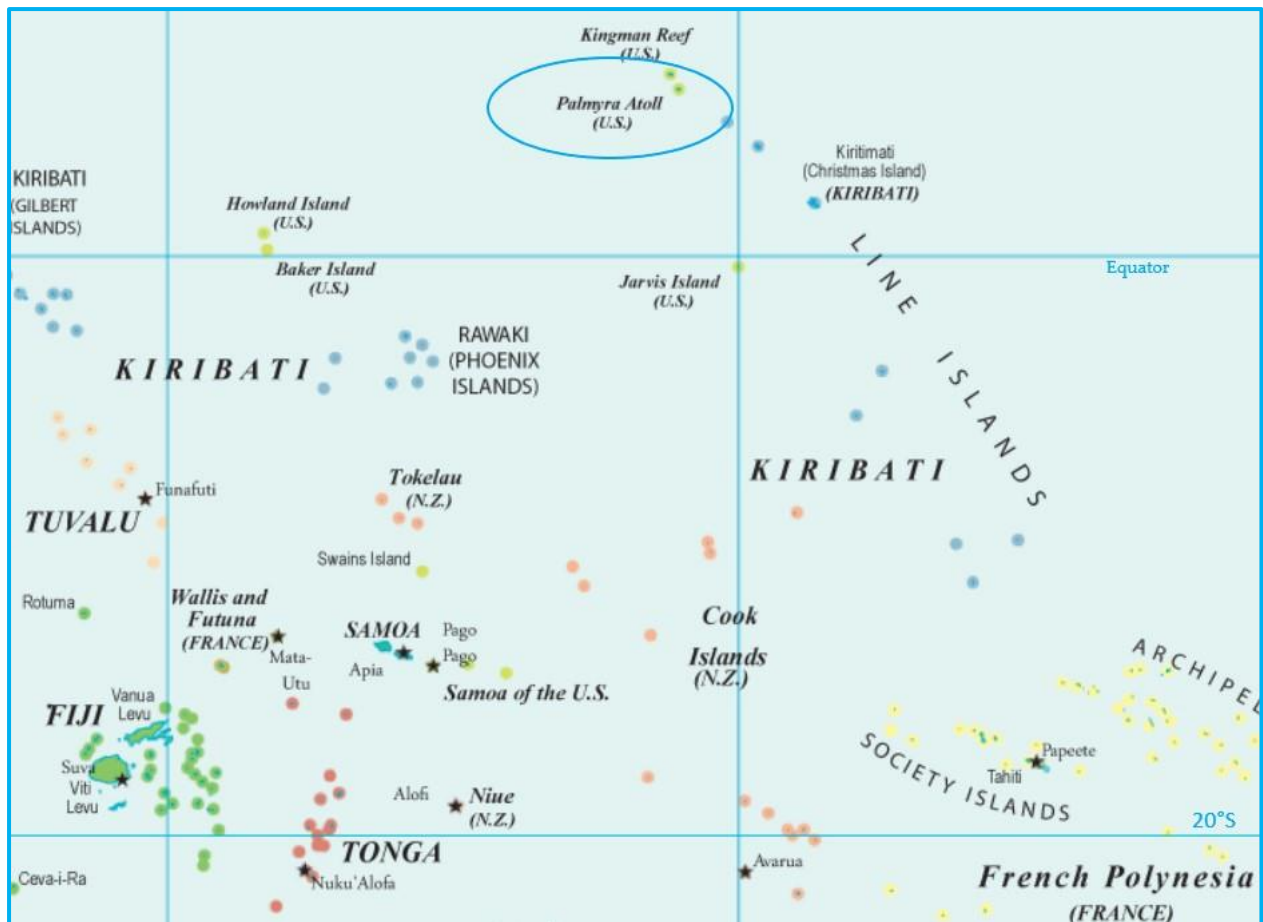 Kingman Reef
(U.S.)
Palmyra Atoll
(U.S.)
Kiritimati
(Christmas Island)
(KIRIBATI)
KIRIBATI
(GILBERT
ISLANDS)
Howland Island
(U.S.)
Baker Island
(U.S.)
Jarvis Island
(U.S.)
Equator
LINE ISLANDS
KIRIBATI
RAWAKI
(PHOENIX
ISLANDS)
KIRIBATI
Tokelau
(N.Z.)
Funafuti
TUVALU
Swains Island
Rotuma
Wallis and
Futuna
(FRANCE)
Mata-
Utu
SAMOA
Apia
Pago
Pago
Samoa of the U.S.
Cook
Islands
(N.Z.)
ARCHIPEL
Vanua
Levu
FIJI
Suva
Viti
Levu
SOCIETY ISLANDS
Papeete
Tahiti
Alofi
Niue
(N.Z.)
20°S
TONGA
Nuku'Alofa
Avarua
Ceva-i-Ra
French Polynesia
(FRANCE)